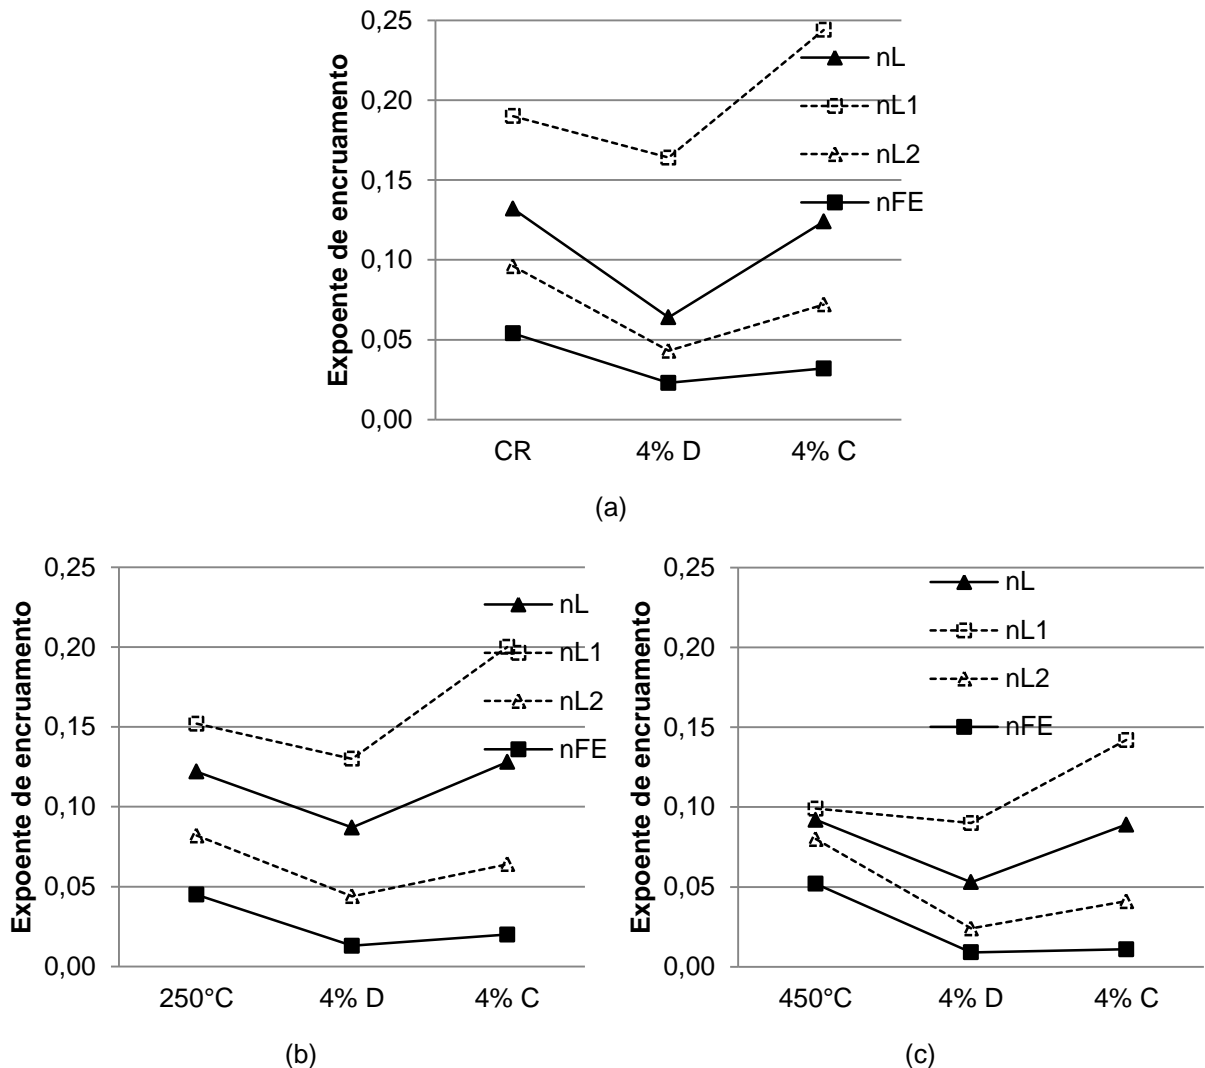 0,25
0,20
0,15
0,10
0,05
0,00
Expoente de encruamento
nL
nL1
nL2
nFE
CR 4% D 4% C
(a)
0,25
0,20
0,15
0,10
0,05
0,00
Expoente de encruamento
nL
nL1
nL2
nFE
250°C 4% D 4% C
(b)
0,25
0,20
0,15
0,10
0,05
0,00
Expoente de encruamento
nL
nL1
nL2
nFE
450°C 4% D 4% C
(c)